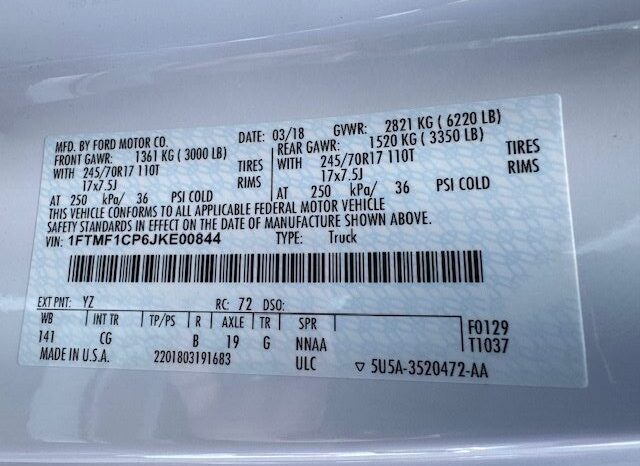 MFD. BY FORD MOTOR CO. DATE: 03/18 GVWR: 2821 KG ( 6220 LB)
FRONT GAWR: 1361 KG ( 3000 LB) REAR GAWR: 1520 KG ( 3350 LB)
WITH 245/70R17 110T TIRES WITH 245/70R17 110T TIRES
17x7.5J RIMS 17x7.5J RIMS
AT 250 kPa/ 36 PSI COLD AT 250 kPa/ 36 PSI COLD
THIS VEHICLE CONFORMS TO ALL APPLICABLE FEDERAL MOTOR VEHICLE
SAFETY STANDARDS IN EFFECT ON THE DATE OF MANUFACTURE SHOWN ABOVE.
VIN: 1FTMF1CP6JKE00844 TYPE: Truck
EXT PNT: YZ RC: 72 DSO:
WB INT TR TP/PS R AXLE TR SPR F0129
141 CG B 19 G NNAA T1037
MADE IN U.S.A. 2201803191683 ULC ▽ 5U5A-3520472-AA